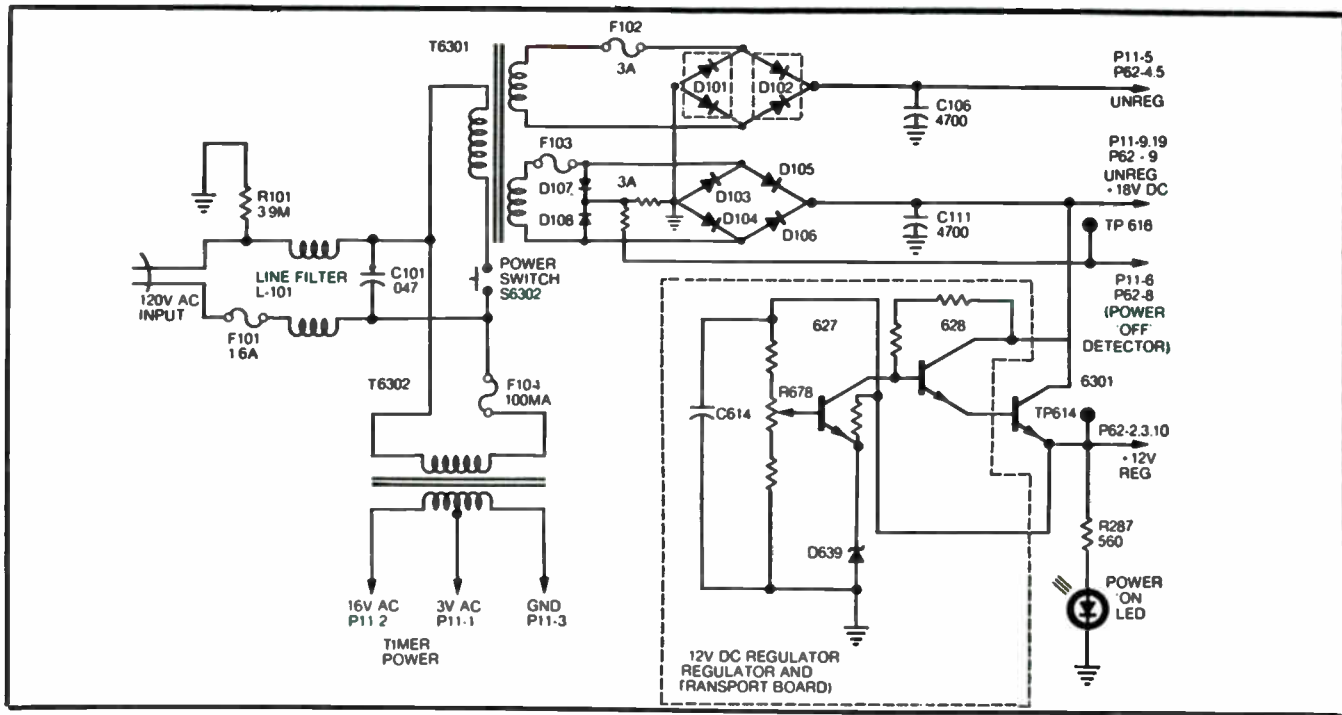 T6301
F102
3A
D101
D102
C106
4700
P11-5
P62-4.5
UNREG
F103
3A
D107
D108
D103
D104
D105
D106
C111
4700
P11-9.19
P62 - 9
UNREG
+18V DC
TP 618
P11-6
P62-8
(POWER
OFF
DETECTOR)
R101
3.9M
LINE FILTER
L-101
C101
.047
120V AC
INPUT
F101
1.6A
POWER
SWITCH
S6302
T6302
F104
100MA
16V AC
P11-2
3V AC
P11-1
GND
P11-3
TIMER
POWER
627
628
C614
R678
D639
6301
TP614
P62-2.3.10
+12V
REG
R287
560
POWER
ON
LED
12V DC REGULATOR
REGULATOR AND
TRANSPORT BOARD)